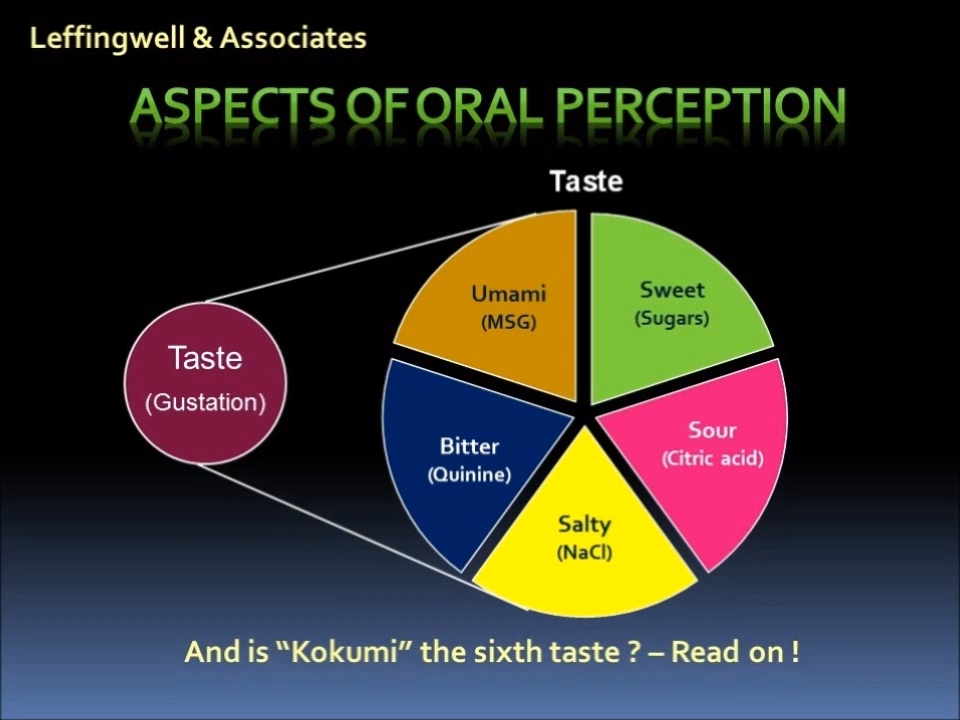 Leffingwell & Associates
ASPECTS OF ORAL PERCEPTION
Taste
Umami
(MSG)
Sweet
(Sugars)
Taste
(Gustation)
Bitter
(Quinine)
Sour
(Citric acid)
Salty
(NaCl)
And is “Kokumi” the sixth taste ? – Read on !